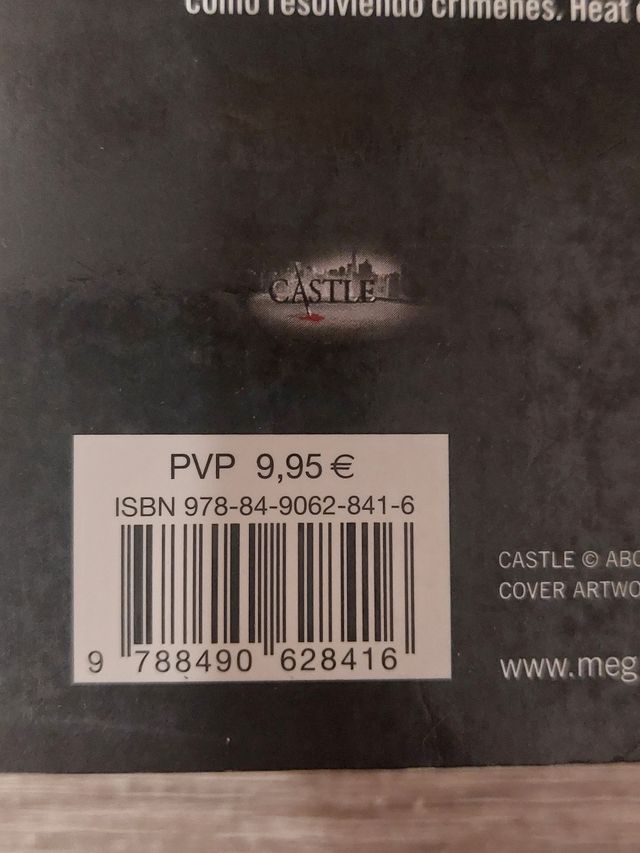 como resolviendo crímenes. Heat
CASTLE
PVP 9,95 €
ISBN 978-84-9062-841-6
9 788490 628416
CASTLE © ABC
COVER ARTWO
www.meg